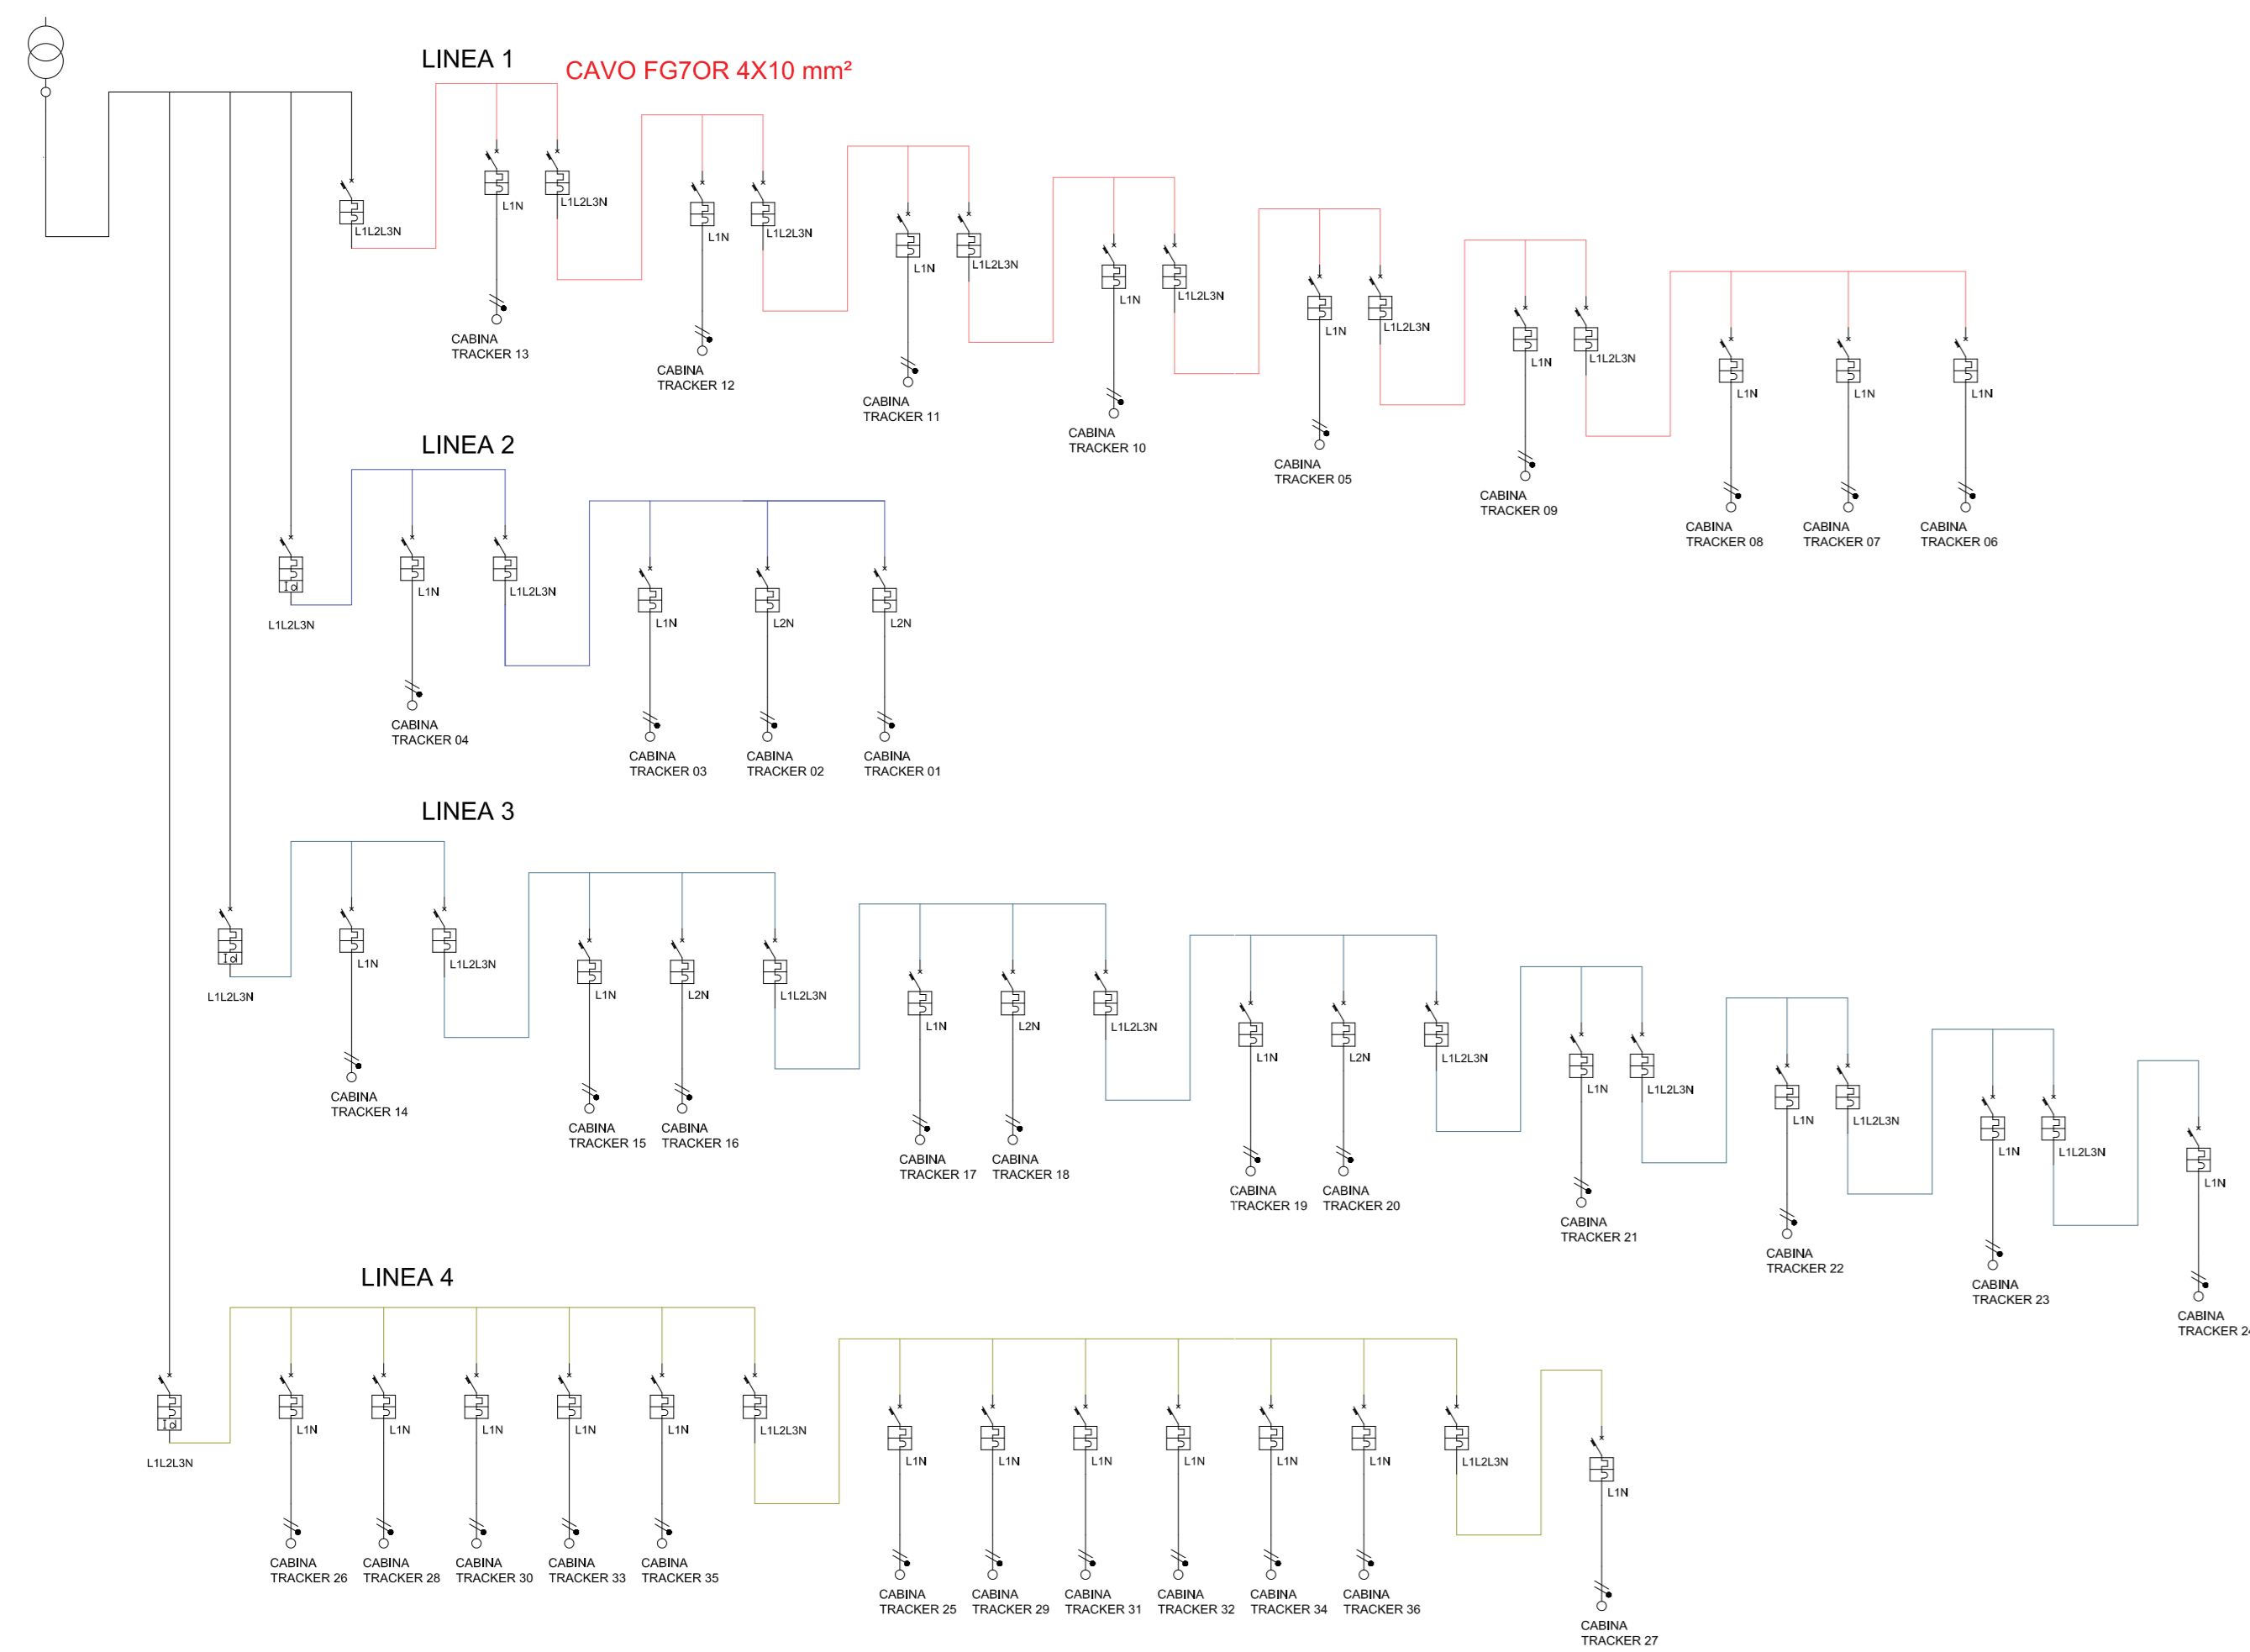 LINEA 1
CAVO FG7OR 4X10 mm²
L1L2L3N
L1N
L1L2L3N
L1N
L1L2L3N
L1N
L1L2L3N
L1N
L1L2L3N
L1N
L1L2L3N
L1N
L1L2L3N
L1N
L1N
L1N
CABINA
TRACKER 13
CABINA
TRACKER 12
CABINA
TRACKER 11
CABINA
TRACKER 10
CABINA
TRACKER 05
CABINA
TRACKER 09
CABINA
TRACKER 08
CABINA
TRACKER 07
CABINA
TRACKER 06
LINEA 2
Id
L1L2L3N
L1N
L1L2L3N
L1N
L2N
L2N
CABINA
TRACKER 04
CABINA
TRACKER 03
CABINA
TRACKER 02
CABINA
TRACKER 01
LINEA 3
Id
L1L2L3N
L1N
L1L2L3N
L1N
L2N
L1L2L3N
L1N
L2N
L1L2L3N
L1N
L2N
L1L2L3N
L1N
L1L2L3N
L1N
L1L2L3N
L1N
L1L2L3N
L1N
CABINA
TRACKER 14
CABINA
TRACKER 15
CABINA
TRACKER 16
CABINA
TRACKER 17
CABINA
TRACKER 18
CABINA
TRACKER 19
CABINA
TRACKER 20
CABINA
TRACKER 21
CABINA
TRACKER 22
CABINA
TRACKER 23
CABINA
TRACKER 24
LINEA 4
Id
L1L2L3N
L1N
L1N
L1N
L1N
L1N
L1L2L3N
L1N
L1N
L1N
L1N
L1N
L1N
L1L2L3N
L1N
CABINA
TRACKER 26
CABINA
TRACKER 28
CABINA
TRACKER 30
CABINA
TRACKER 33
CABINA
TRACKER 35
CABINA
TRACKER 25
CABINA
TRACKER 29
CABINA
TRACKER 31
CABINA
TRACKER 32
CABINA
TRACKER 34
CABINA
TRACKER 36
CABINA
TRACKER 27